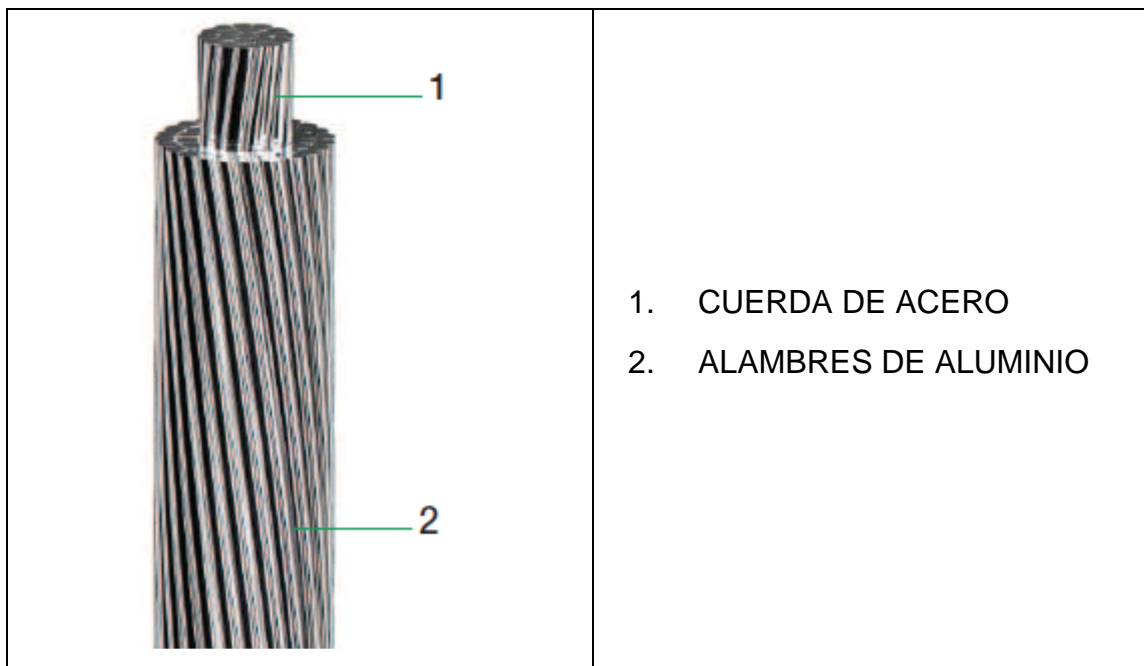 1
2
1. CUERDA DE ACERO
2. ALAMBRES DE ALUMINIO